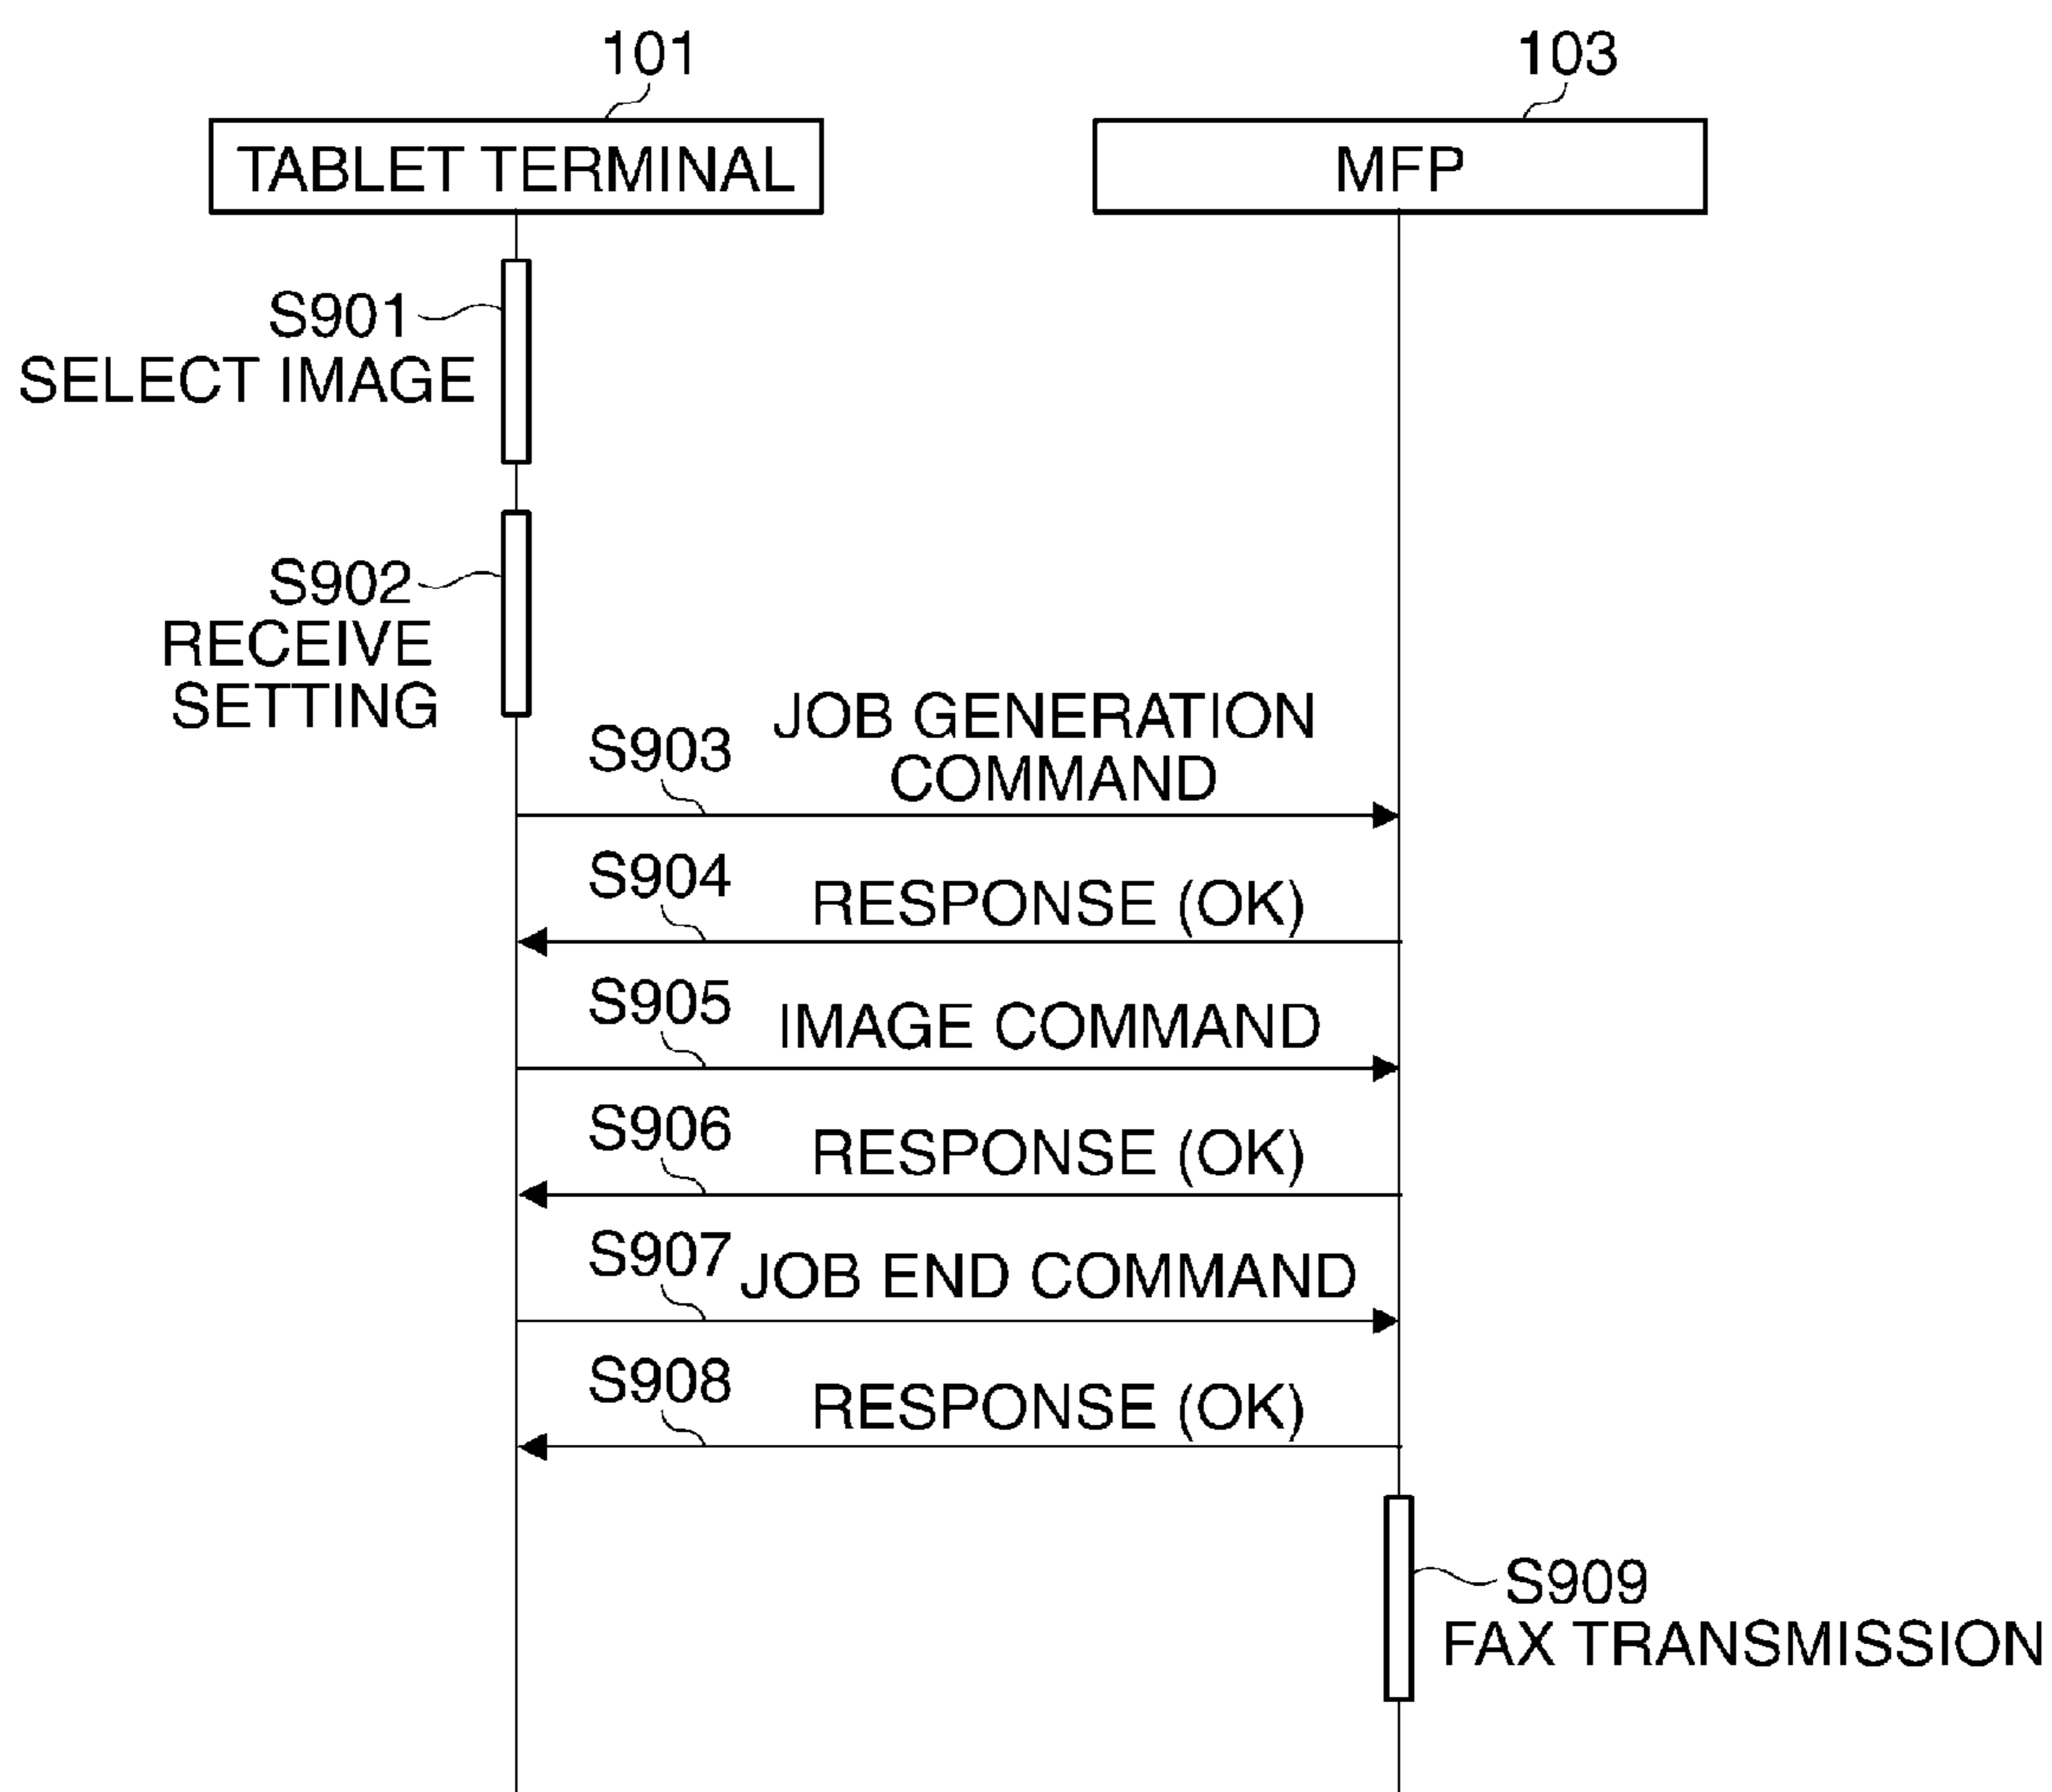 101
103
TABLET TERMINAL
MFP
S901
SELECT IMAGE
S902
RECEIVE
SETTING
S903
JOB GENERATION
COMMAND
S904
RESPONSE (OK)
S905
IMAGE COMMAND
S906
RESPONSE (OK)
S907
JOB END COMMAND
S908
RESPONSE (OK)
S909
FAX TRANSMISSION